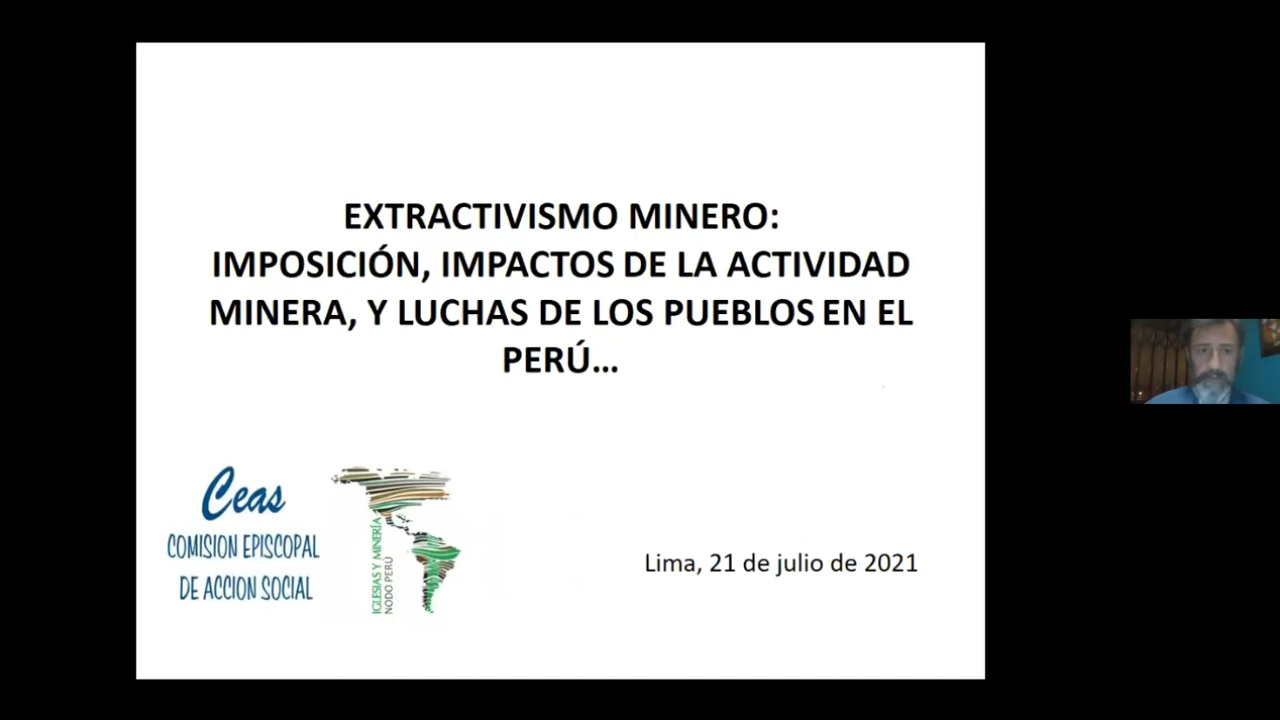 EXTRACTIVISMO MINERO:
IMPOSICIÓN, IMPACTOS DE LA ACTIVIDAD
MINERA, Y LUCHAS DE LOS PUEBLOS EN EL
PERÚ...
Ceas
COMISION EPISCOPAL
DE ACCION SOCIAL
IGLESIAS Y MINERÍA
NODO PERÚ
Lima, 21 de julio de 2021